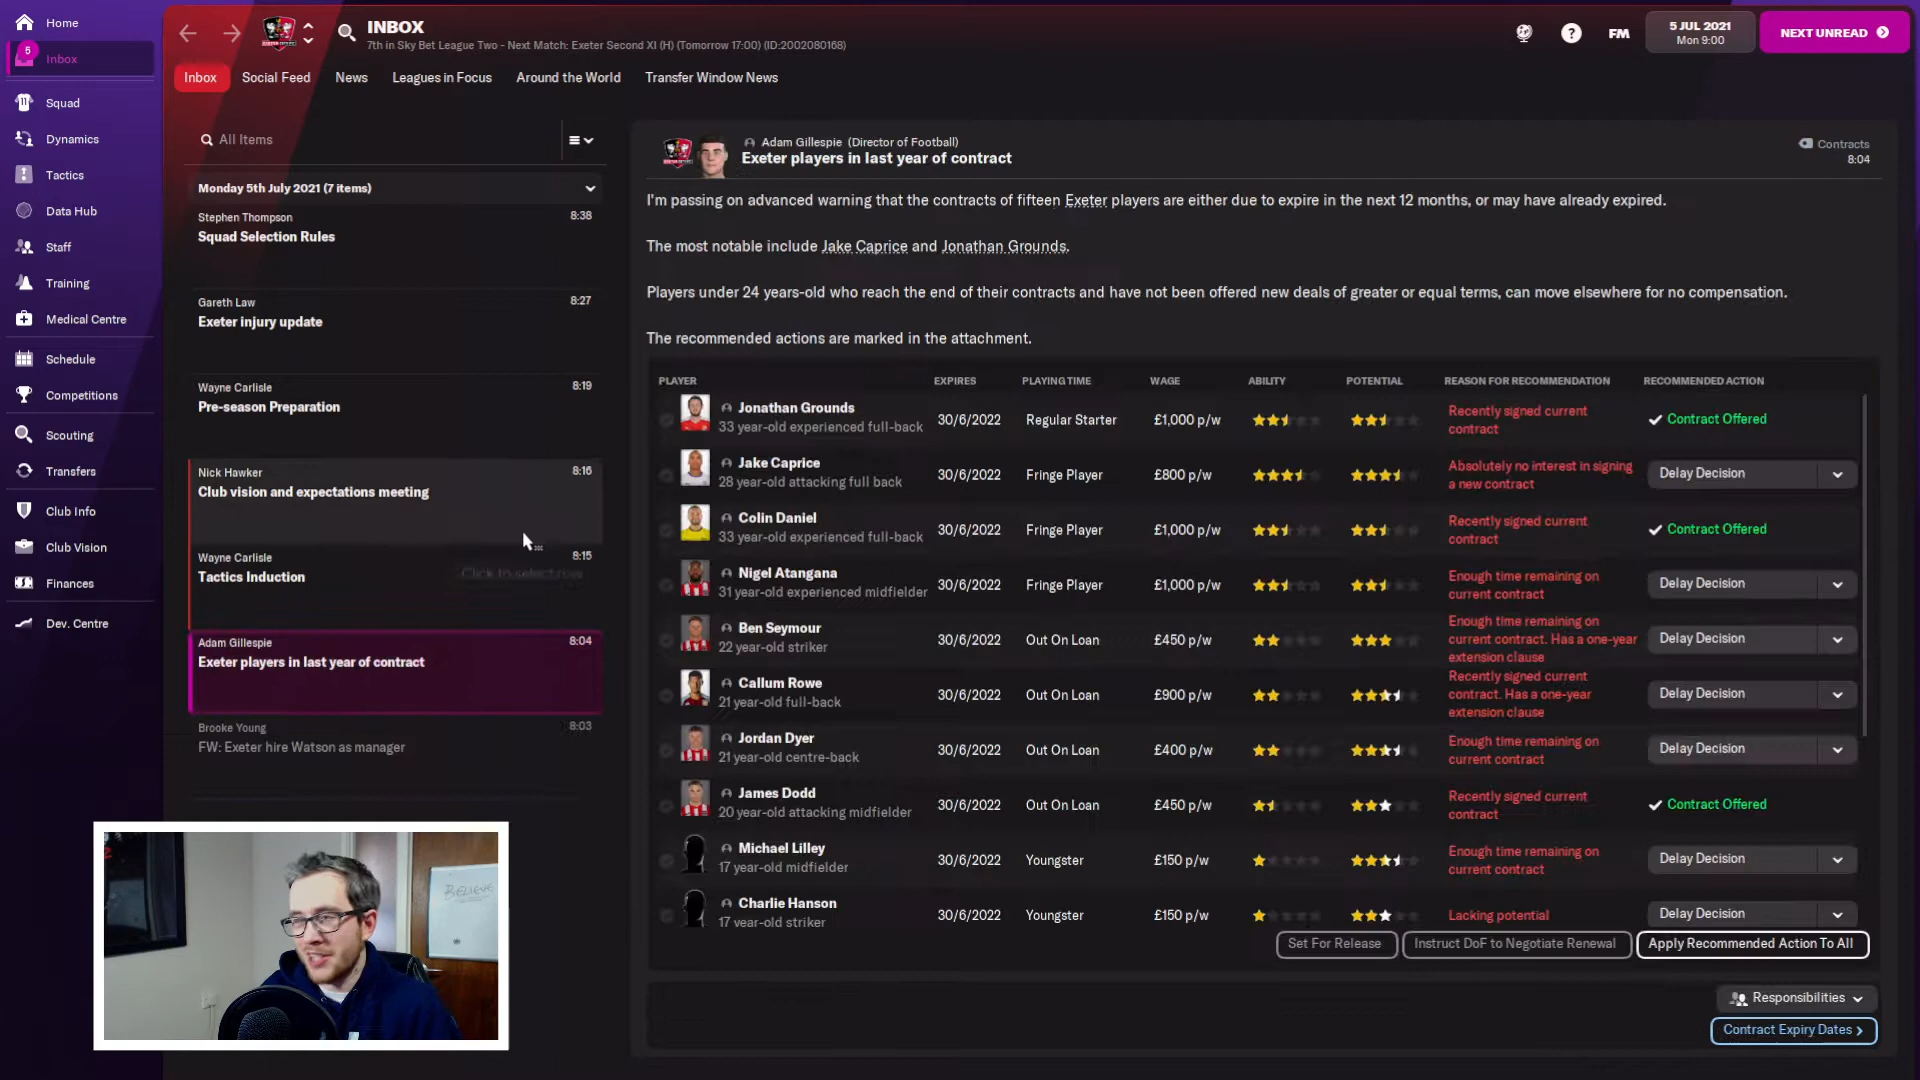 Home
Inbox
Squad
Dynamics
Tactics
Data Hub
Staff
Training
Medical Centre
Schedule
Competitions
Scouting
Transfers
Club Info
Club Vision
Finances
Dev. Centre
INBOX
7th in Sky Bet League Two - Next Match: Exeter Second XI (H) (Tomorrow 17:00) (ID:2002080168)
? FM
5 JUL 2021
Mon 9:00
NEXT UNREAD
Inbox Social Feed News Leagues in Focus Around the World Transfer Window News
All Items
Monday 5th July 2021 (7 items)
Stephen Thompson 8:38
Squad Selection Rules
Gareth Law 8:27
Exeter injury update
Wayne Carlisle 8:19
Pre-season Preparation
Nick Hawker 8:16
Club vision and expectations meeting
Wayne Carlisle 8:15
Tactics Induction
Click to select row
Adam Gillespie 8:04
Exeter players in last year of contract
Brooke Young 8:03
FW: Exeter hire Watson as manager
Adam Gillespie (Director of Football) Contracts
Exeter players in last year of contract 8:04
I'm passing on advanced warning that the contracts of fifteen Exeter players are either due to expire in the next 12 months, or may have already expired.
The most notable include Jake Caprice and Jonathan Grounds.
Players under 24 years-old who reach the end of their contracts and have not been offered new deals of greater or equal terms, can move elsewhere for no compensation.
The recommended actions are marked in the attachment.
PLAYER EXPIRES PLAYING TIME WAGE ABILITY POTENTIAL REASON FOR RECOMMENDATION RECOMMENDED ACTION
Jonathan Grounds
33 year-old experienced full-back 30/6/2022 Regular Starter £1,000 p/w Recently signed current
contract Contract Offered
Jake Caprice
28 year-old attacking full back 30/6/2022 Fringe Player £800 p/w Absolutely no interest in signing
a new contract Delay Decision
Colin Daniel
33 year-old experienced full-back 30/6/2022 Fringe Player £1,000 p/w Recently signed current
contract Contract Offered
Nigel Atangana
31 year-old experienced midfielder 30/6/2022 Fringe Player £1,000 p/w Enough time remaining on
current contract Delay Decision
Ben Seymour
22 year-old striker 30/6/2022 Out On Loan £450 p/w Enough time remaining on
current contract. Has a one-year
extension clause Delay Decision
Callum Rowe
21 year-old full-back 30/6/2022 Out On Loan £900 p/w Recently signed current
contract. Has a one-year
extension clause Delay Decision
Jordan Dyer
21 year-old centre-back 30/6/2022 Out On Loan £400 p/w Enough time remaining on
current contract Delay Decision
James Dodd
20 year-old attacking midfielder 30/6/2022 Out On Loan £450 p/w Recently signed current
contract Contract Offered
Michael Lilley
17 year-old midfielder 30/6/2022 Youngster £150 p/w Enough time remaining on
current contract Delay Decision
Charlie Hanson
17 year-old striker 30/6/2022 Youngster £150 p/w Lacking potential Delay Decision
Set For Release Instruct DoF to Negotiate Renewal Apply Recommended Action To All
Responsibilities
Contract Expiry Dates
BELIEVE